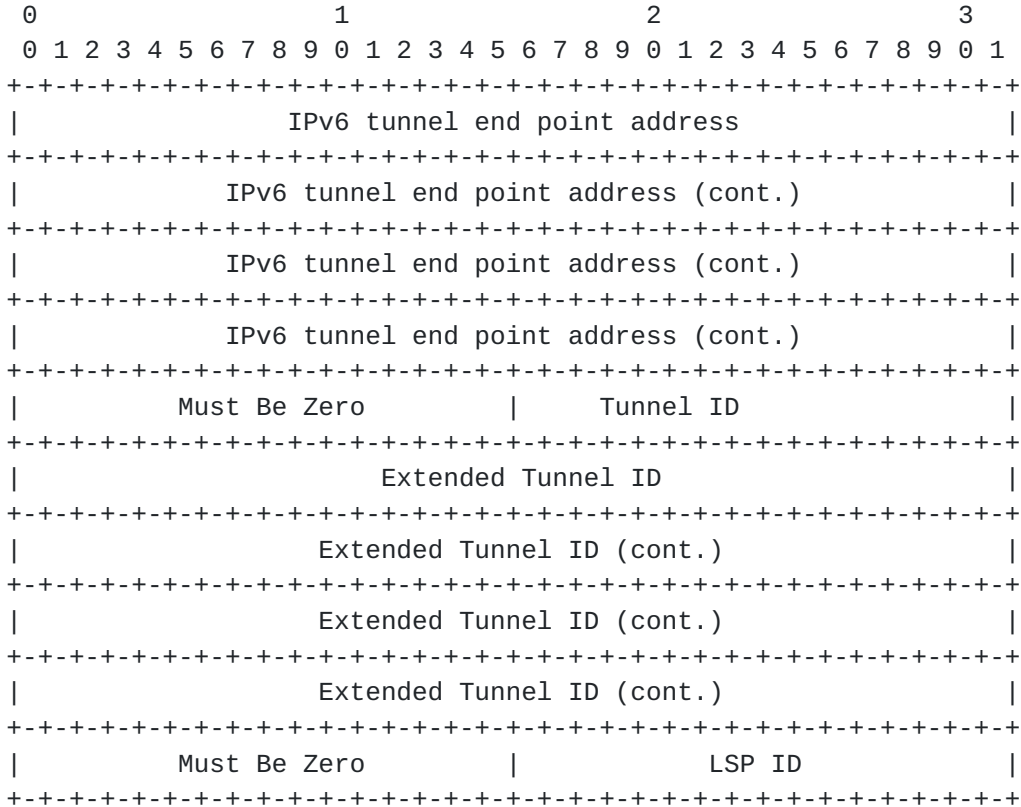 0                   1                   2                   3
 0 1 2 3 4 5 6 7 8 9 0 1 2 3 4 5 6 7 8 9 0 1 2 3 4 5 6 7 8 9 0 1
+-+-+-+-+-+-+-+-+-+-+-+-+-+-+-+-+-+-+-+-+-+-+-+-+-+-+-+-+-+-+-+-+
|                 IPv6 tunnel end point address                 |
+-+-+-+-+-+-+-+-+-+-+-+-+-+-+-+-+-+-+-+-+-+-+-+-+-+-+-+-+-+-+-+-+
|             IPv6 tunnel end point address (cont.)             |
+-+-+-+-+-+-+-+-+-+-+-+-+-+-+-+-+-+-+-+-+-+-+-+-+-+-+-+-+-+-+-+-+
|             IPv6 tunnel end point address (cont.)             |
+-+-+-+-+-+-+-+-+-+-+-+-+-+-+-+-+-+-+-+-+-+-+-+-+-+-+-+-+-+-+-+-+
|             IPv6 tunnel end point address (cont.)             |
+-+-+-+-+-+-+-+-+-+-+-+-+-+-+-+-+-+-+-+-+-+-+-+-+-+-+-+-+-+-+-+-+
|          Must Be Zero         |     Tunnel ID                 |
+-+-+-+-+-+-+-+-+-+-+-+-+-+-+-+-+-+-+-+-+-+-+-+-+-+-+-+-+-+-+-+-+
|                       Extended Tunnel ID                      |
+-+-+-+-+-+-+-+-+-+-+-+-+-+-+-+-+-+-+-+-+-+-+-+-+-+-+-+-+-+-+-+-+
|                   Extended Tunnel ID (cont.)                  |
+-+-+-+-+-+-+-+-+-+-+-+-+-+-+-+-+-+-+-+-+-+-+-+-+-+-+-+-+-+-+-+-+
|                   Extended Tunnel ID (cont.)                  |
+-+-+-+-+-+-+-+-+-+-+-+-+-+-+-+-+-+-+-+-+-+-+-+-+-+-+-+-+-+-+-+-+
|                   Extended Tunnel ID (cont.)                  |
+-+-+-+-+-+-+-+-+-+-+-+-+-+-+-+-+-+-+-+-+-+-+-+-+-+-+-+-+-+-+-+-+
|          Must Be Zero         |            LSP ID             |
+-+-+-+-+-+-+-+-+-+-+-+-+-+-+-+-+-+-+-+-+-+-+-+-+-+-+-+-+-+-+-+-+